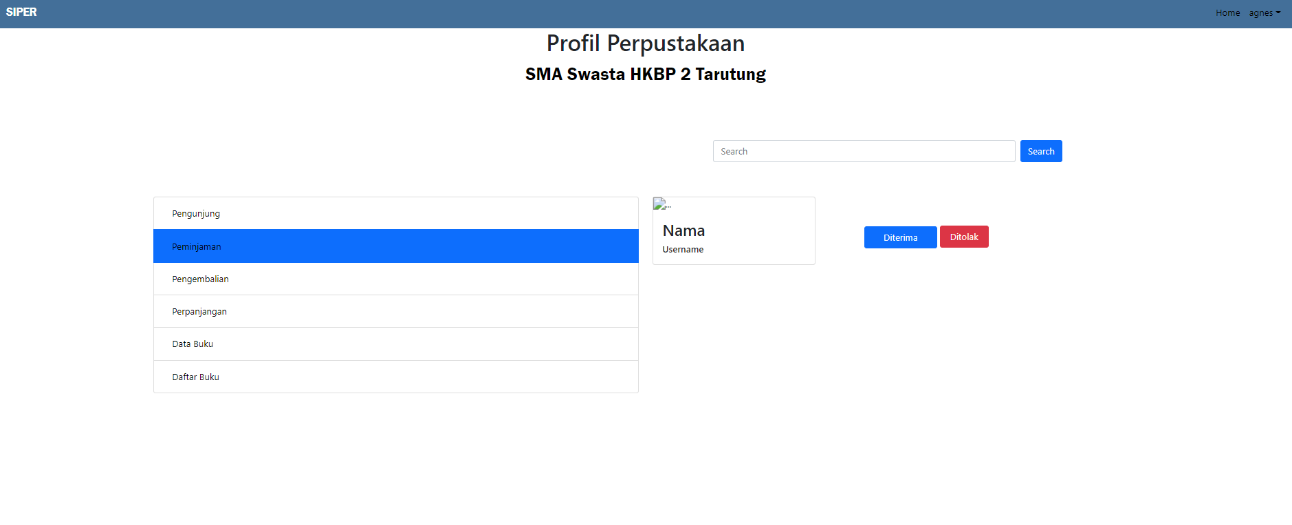 SIPER
Home agnes
Profil Perpustakaan
SMA Swasta HKBP 2 Tarutung
Search Search
Pengunjung
Peminjaman
Pengembalian
Perpanjangan
Data Buku
Daftar Buku
...
Nama
Username
Diterima Ditolak